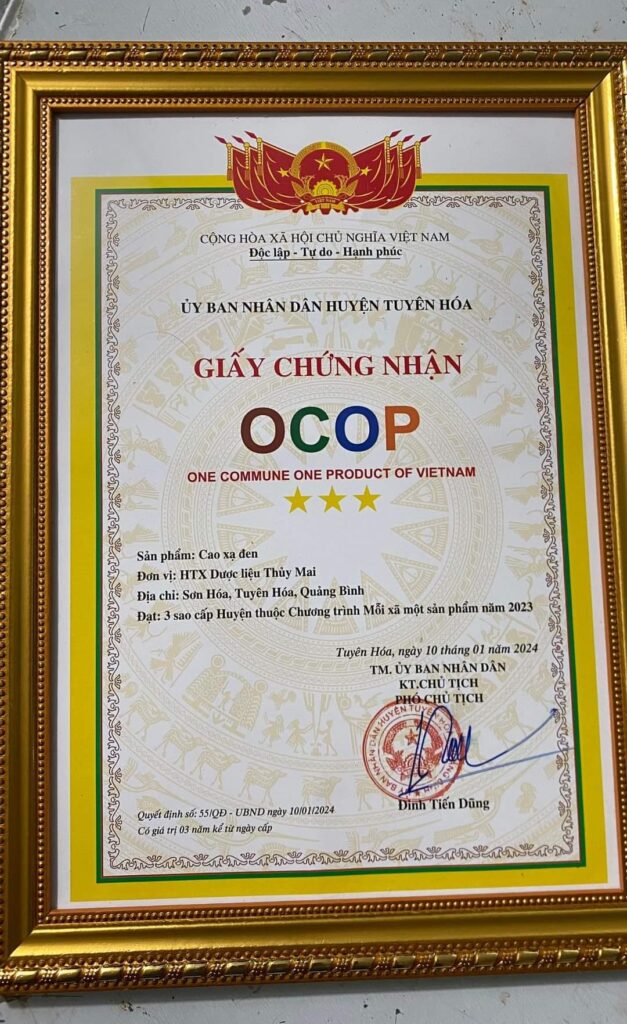 CỘNG HÒA XÃ HỘI CHỦ NGHĨA VIỆT NAM
Độc lập - Tự do - Hạnh phúc
ỦY BAN NHÂN DÂN HUYỆN TUYÊN HÓA
GIẤY CHỨNG NHẬN
OCOP
ONE COMMUNE ONE PRODUCT OF VIETNAM
Sản phẩm: Cao xạ đen
Đơn vị: HTX Dược liệu Thủy Mai
Địa chỉ: Sơn Hóa, Tuyên Hóa, Quảng Bình
Đạt: 3 sao cấp Huyện thuộc Chương trình Mỗi xã một sản phẩm năm 2023
Tuyên Hóa, ngày 10 tháng 01 năm 2024
TM. ỦY BAN NHÂN DÂN
KT.CHỦ TỊCH
PHÓ CHỦ TỊCH
Đinh Tiến Dũng
Quyết định số: 55/QĐ - UBND ngày 10/01/2024
Có giá trị 03 năm kể từ ngày cấp